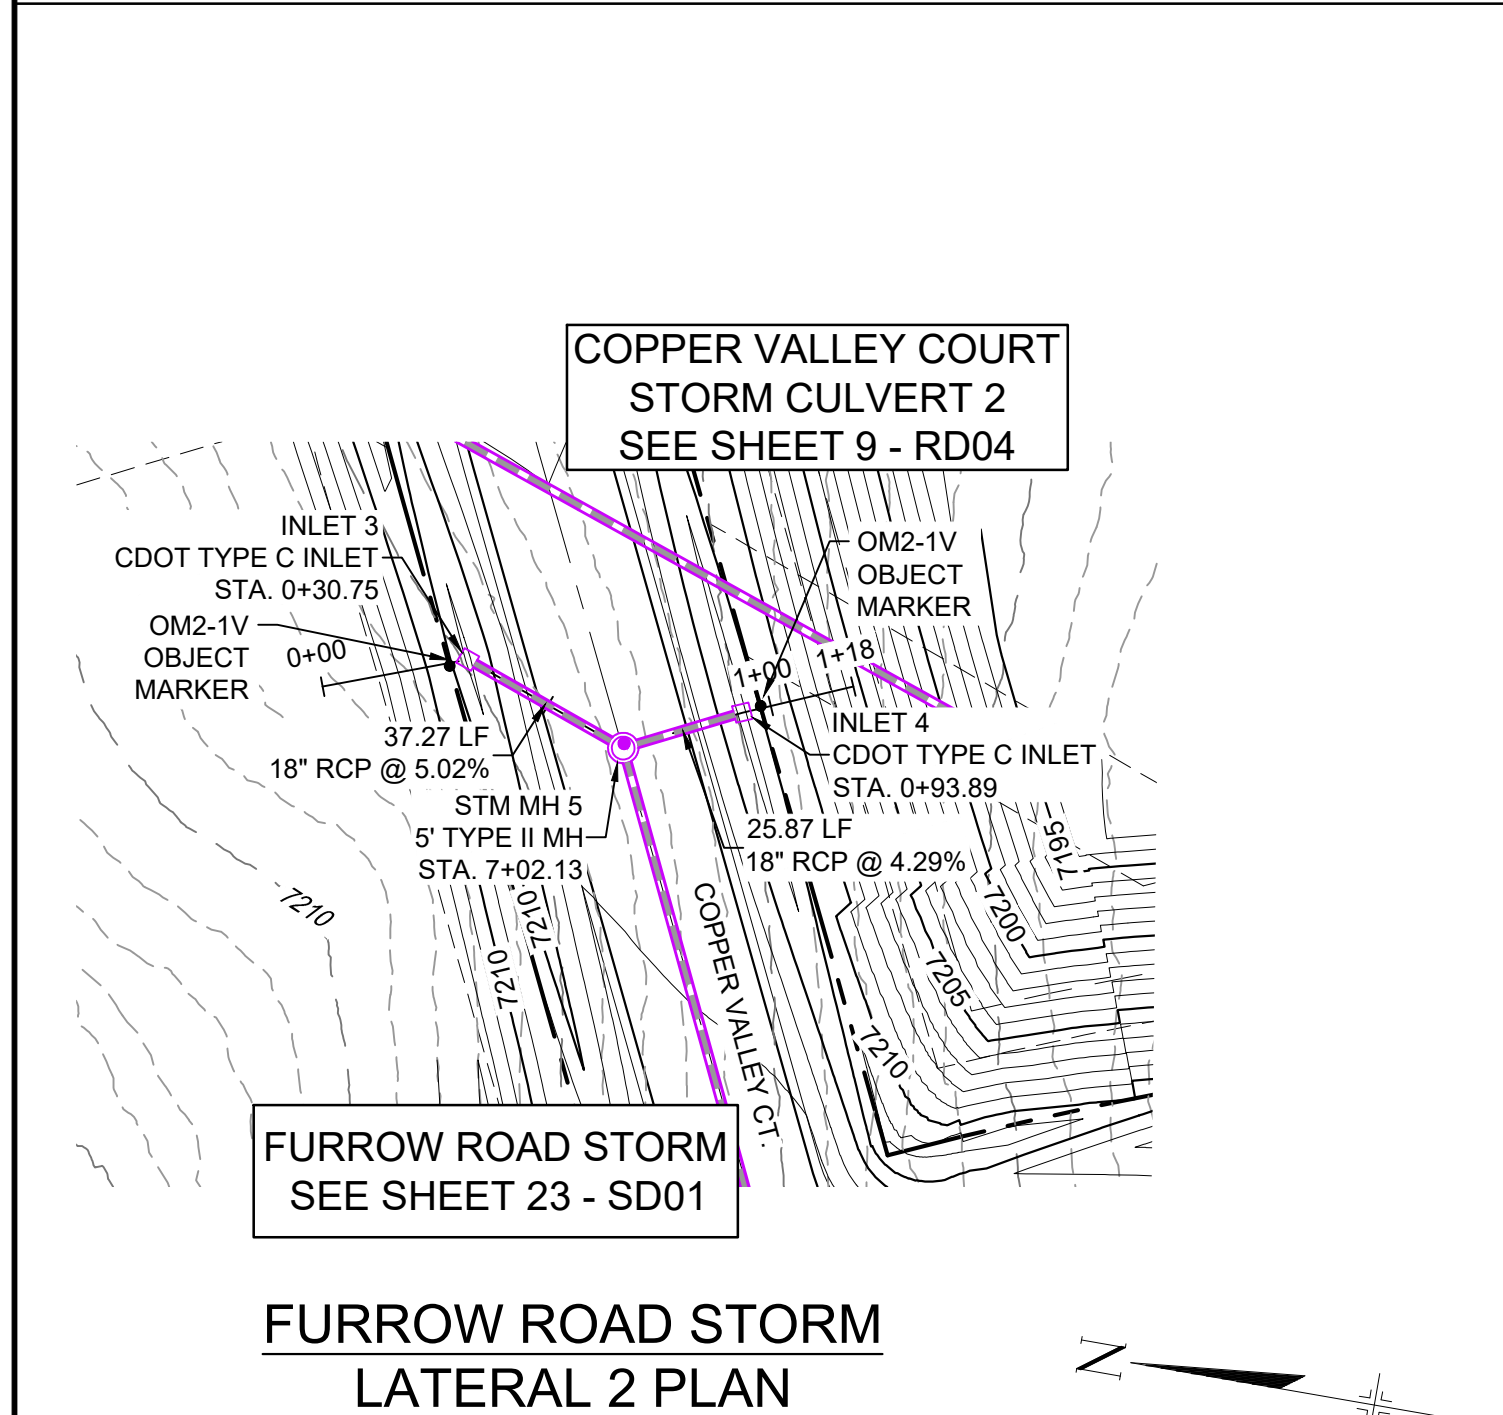 COPPER VALLEY COURT
STORM CULVERT 2
SEE SHEET 9 - RD04
INLET 3
CDOT TYPE C INLET
STA. 0+30.75
OM2-1V
OBJECT
MARKER
0+00
OM2-1V
OBJECT
MARKER
1+00
1+18
37.27 LF
18" RCP @ 5.02%
INLET 4
CDOT TYPE C INLET
STA. 0+93.89
STM MH 5
5' TYPE II MH
STA. 7+02.13
25.87 LF
18" RCP @ 4.29%
7195
7210
7210
7210
7200
7205
7210
COPPER VALLEY CT.
FURROW ROAD STORM
SEE SHEET 23 - SD01
FURROW ROAD STORM
LATERAL 2 PLAN
N